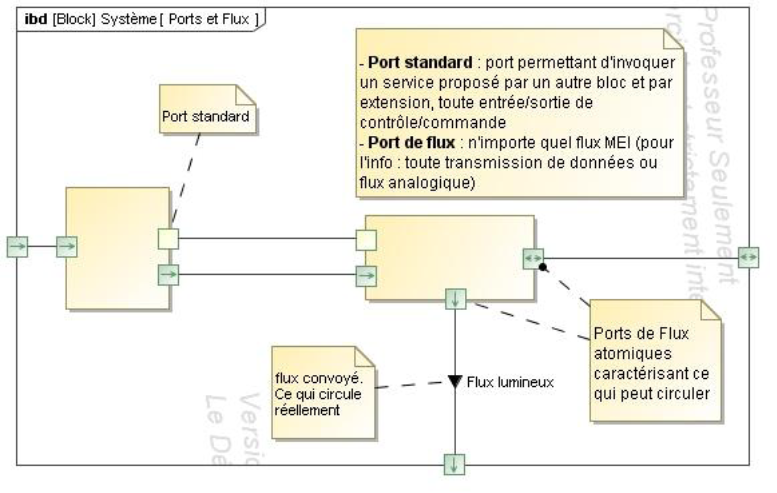 ibd [Block] Système [ Ports et Flux ]
- Port standard : port permettant d'invoquer
un service proposé par un autre bloc et par
extension, toute entrée/sortie de
contrôle/commande
- Port de flux : n'importe quel flux MEI (pour
l'info : toute transmission de données ou
flux analogique)
Port standard
Ports de Flux
atomiques
caractérisant ce
qui peut circuler
flux convoyé.
Ce qui circule
réellement
Flux lumineux
Professeur Seulement
Le